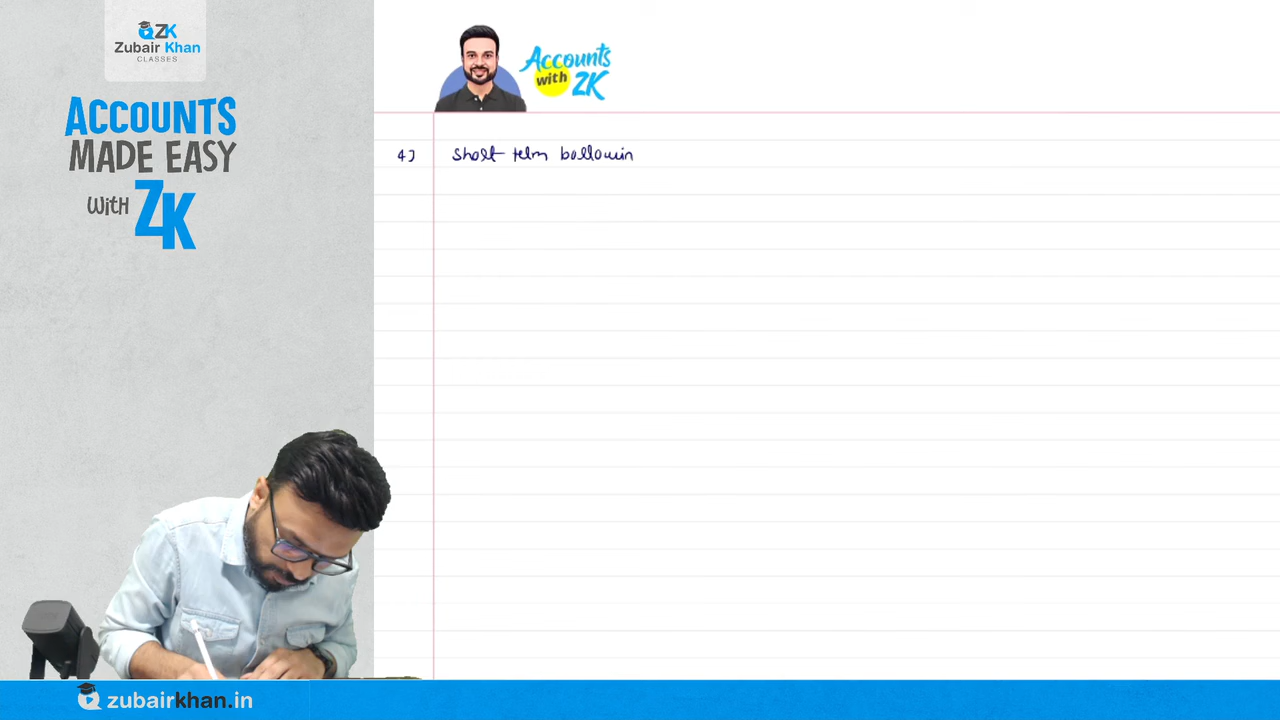 ZK
Zubair Khan
CLASSES
ACCOUNTS
MADE EASY
WITH ZK
Accounts
with
ZK
4) Short term borrowin
zubairkhan.in